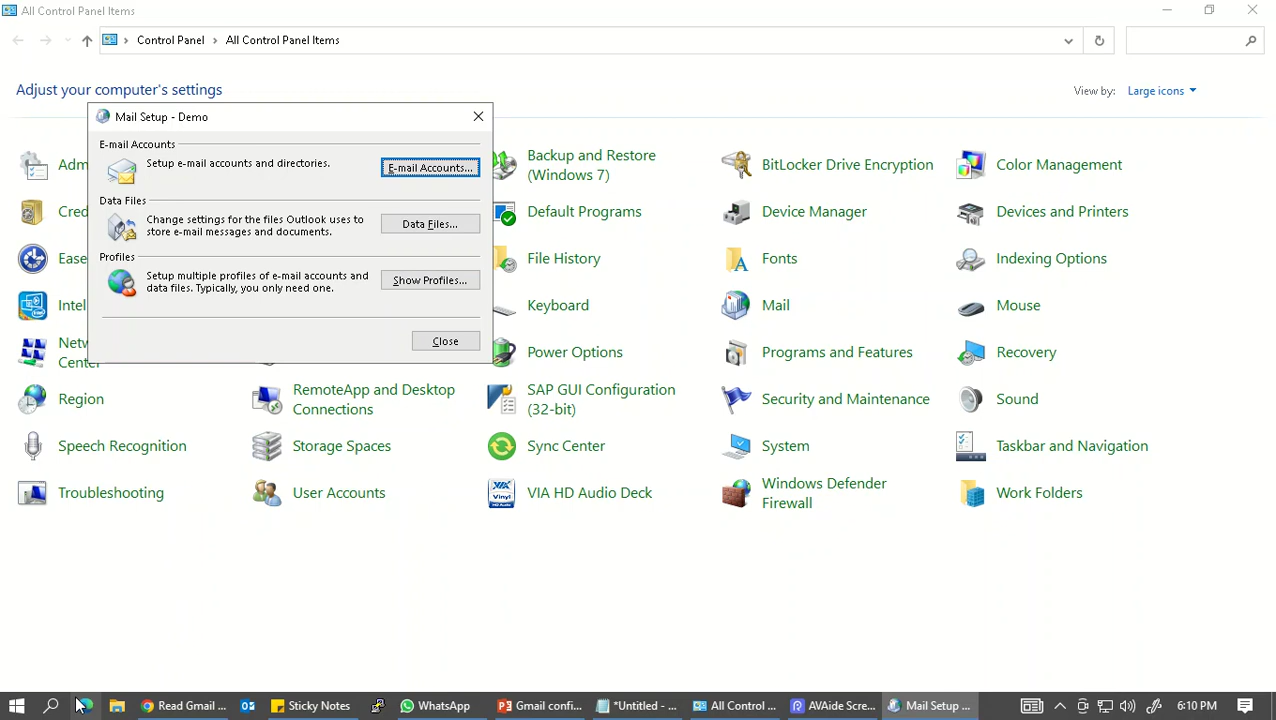 All Control Panel Items
Control Panel
All Control Panel Items
Adjust your computer's settings
View by:
Large icons
Mail Setup - Demo
E-mail Accounts
Setup e-mail accounts and directories.
E-mail Accounts...
Data Files
Change settings for the files Outlook uses to
store e-mail messages and documents.
Data Files...
Profiles
Setup multiple profiles of e-mail accounts and
data files. Typically, you only need one.
Show Profiles...
Close
Adm
Backup and Restore
(Windows 7)
BitLocker Drive Encryption
Color Management
Cred
Default Programs
Device Manager
Devices and Printers
Ease
File History
Fonts
Indexing Options
Intel
Keyboard
Mail
Mouse
Netw
Center
Power Options
Programs and Features
Recovery
Region
RemoteApp and Desktop
Connections
SAP GUI Configuration
(32-bit)
Security and Maintenance
Sound
Speech Recognition
Storage Spaces
Sync Center
System
Taskbar and Navigation
Troubleshooting
User Accounts
VIA HD Audio Deck
Windows Defender
Firewall
Work Folders
Read Gmail ...
Sticky Notes
WhatsApp
Gmail confi...
*Untitled - ...
All Control ...
AVAide Scre...
Mail Setup ...
6:10 PM